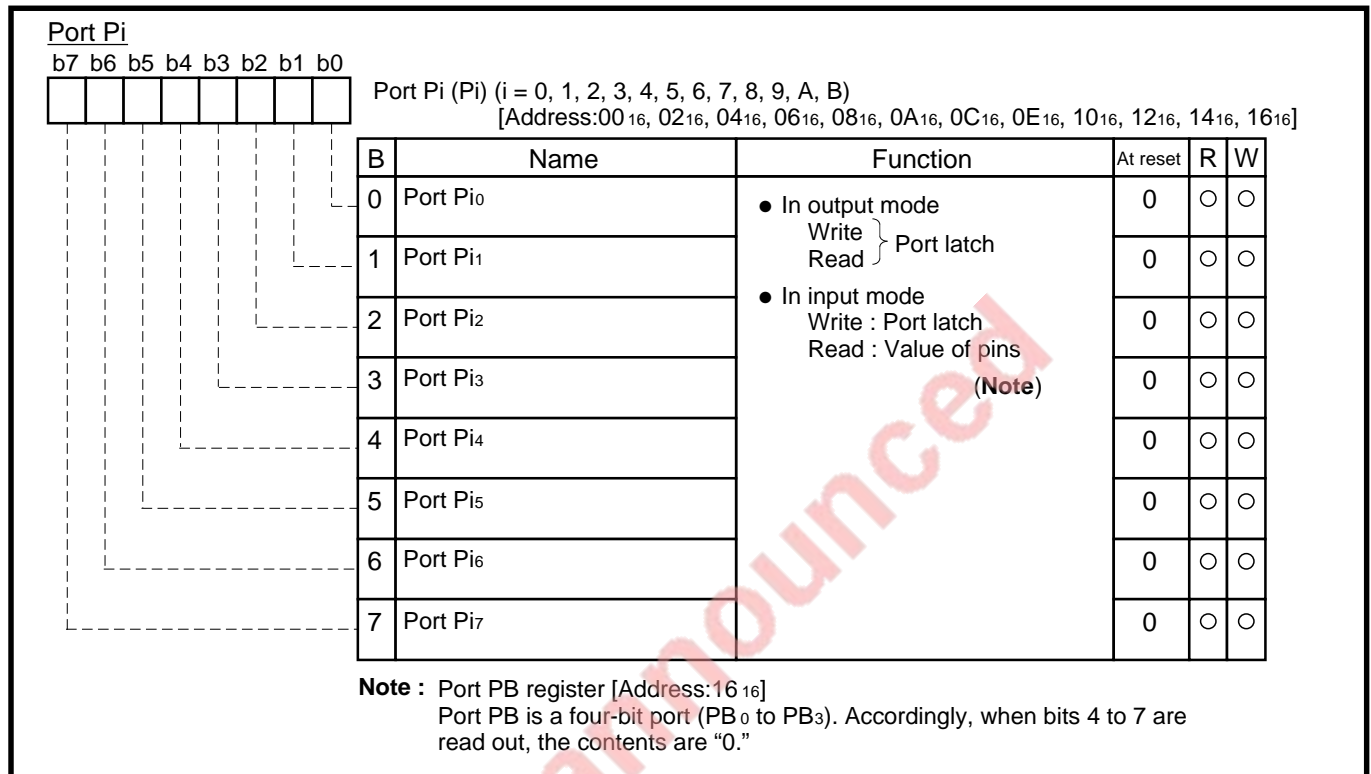 Port Pi
b7 b6 b5 b4 b3 b2 b1 b0
Port Pi (Pi) (i = 0, 1, 2, 3, 4, 5, 6, 7, 8, 9, A, B)
[Address:00 16, 0216, 0416, 0616, 0816, 0A16, 0C16, 0E16, 1016, 1216, 1416, 1616]
B Name Function At reset R W
0 Port Pi0 0 ○ ○
● In output mode
Write
Read } Port latch
1 Port Pi1 0 ○ ○
● In input mode
2 Port Pi2 0 ○ ○
Write : Port latch
Read : Value of pins
3 Port Pi3 0 ○ ○
(Note)
4 Port Pi4 0 ○ ○
5 Port Pi5 0 ○ ○
6 Port Pi6 0 ○ ○
7 Port Pi7 0 ○ ○
Note : Port PB register [Address:16 16]
Port PB is a four-bit port (PB 0 to PB3). Accordingly, when bits 4 to 7 are
read out, the contents are “0.”